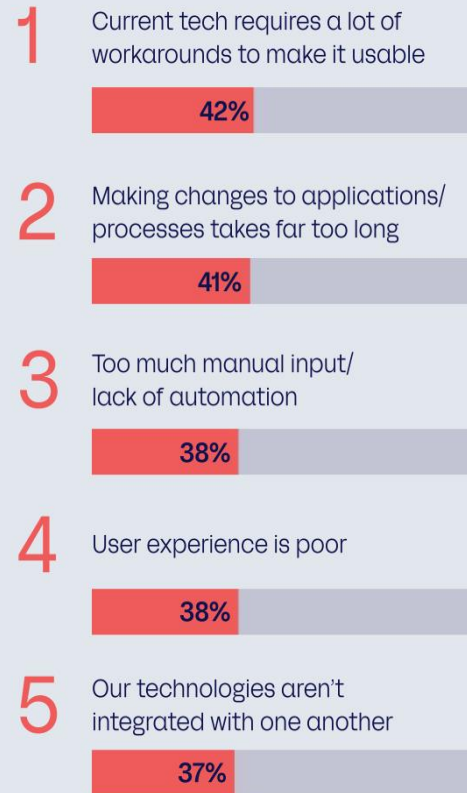 1
Current tech requires a lot of
workarounds to make it usable
42%
2
Making changes to applications/
processes takes far too long
41%
3
Too much manual input/
lack of automation
38%
4
User experience is poor
38%
5
Our technologies aren't
integrated with one another
37%